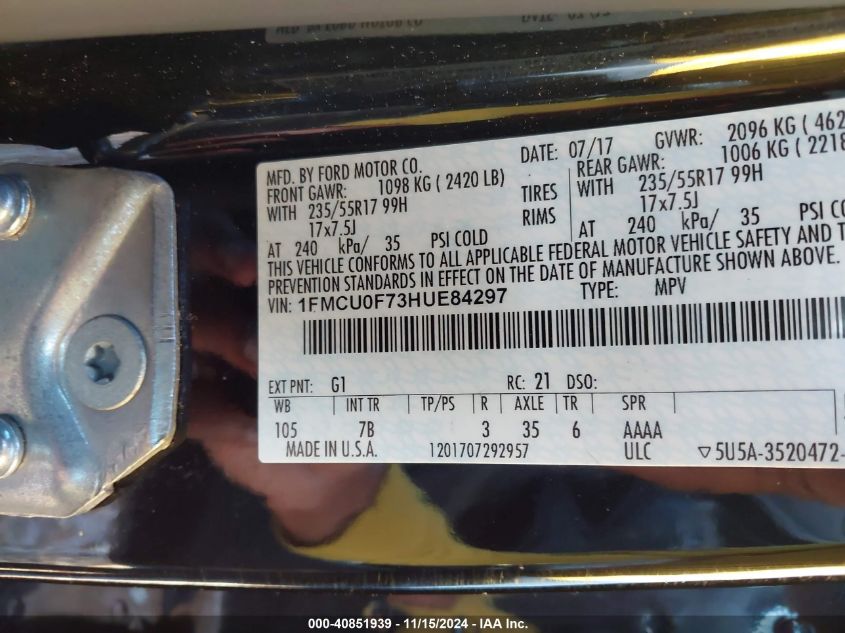 MFD. BY FORD MOTOR CO.
DATE: 07/17 GVWR: 2096 KG ( 462
FRONT GAWR: 1098 KG ( 2420 LB)
REAR GAWR: 1006 KG ( 2218
WITH 235/55R17 99H TIRES WITH 235/55R17 99H
17x7.5J RIMS 17x7.5J
AT 240 kPa/ 35 PSI COLD AT 240 kPa/ 35 PSI COLD
THIS VEHICLE CONFORMS TO ALL APPLICABLE FEDERAL MOTOR VEHICLE SAFETY AND T
PREVENTION STANDARDS IN EFFECT ON THE DATE OF MANUFACTURE SHOWN ABOVE.
VIN: 1FMCU0F73HUE84297 TYPE: MPV
EXT PNT: G1 RC: 21 DSO:
WB INT TR TP/PS R AXLE TR SPR
105 7B 3 35 6 AAAA
MADE IN U.S.A. 1201707292957 ULC ▽5U5A-3520472-
000-40851939 - 11/15/2024 - IAA Inc.